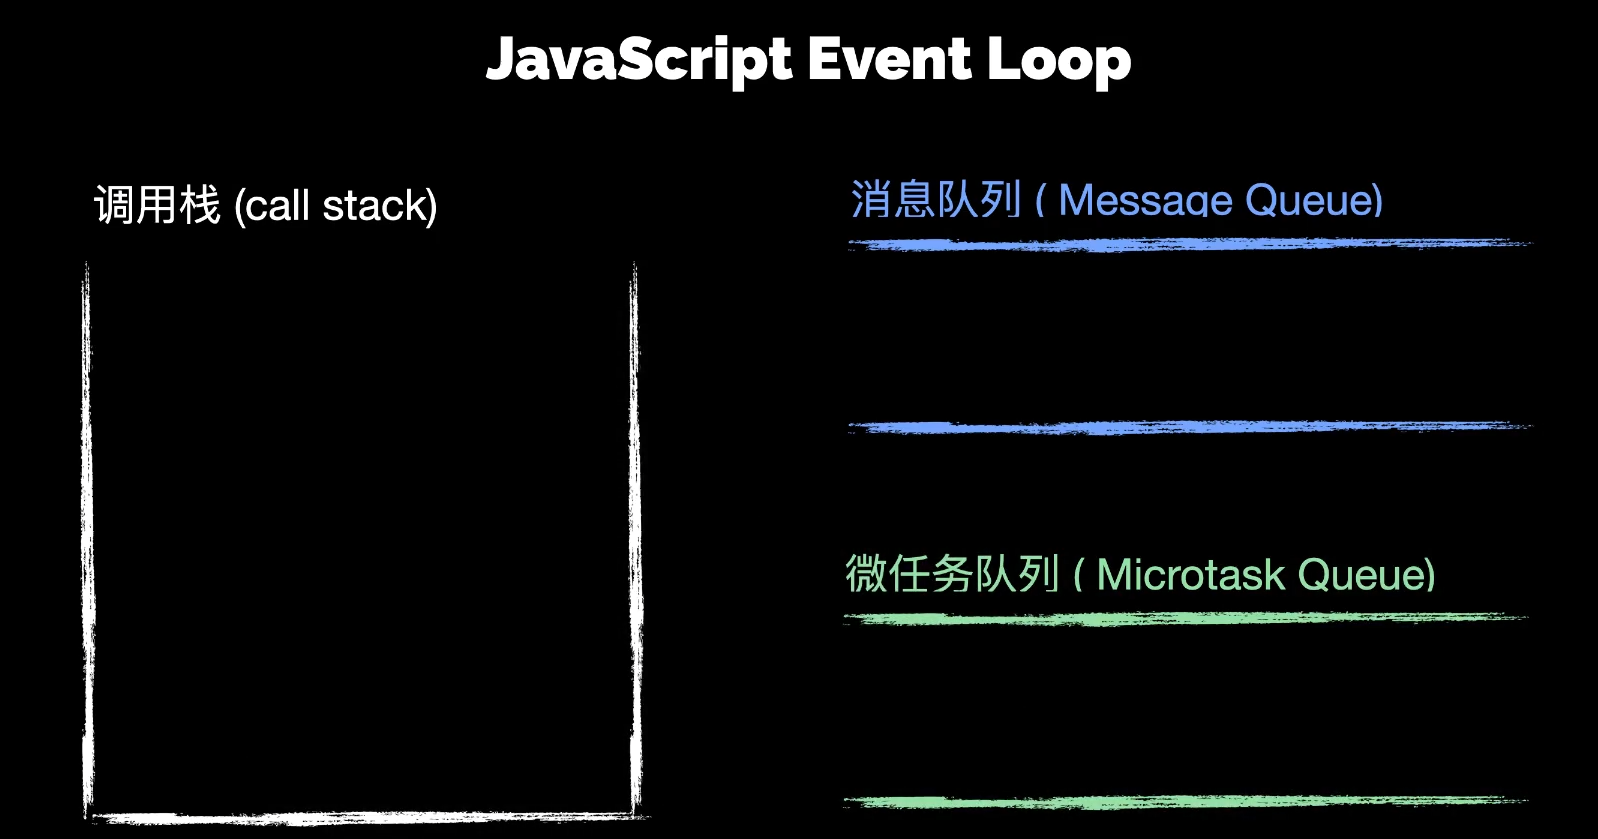 JavaScript Event Loop
调用栈 (call stack)
消息队列 ( Message Queue)
微任务队列 ( Microtask Queue)